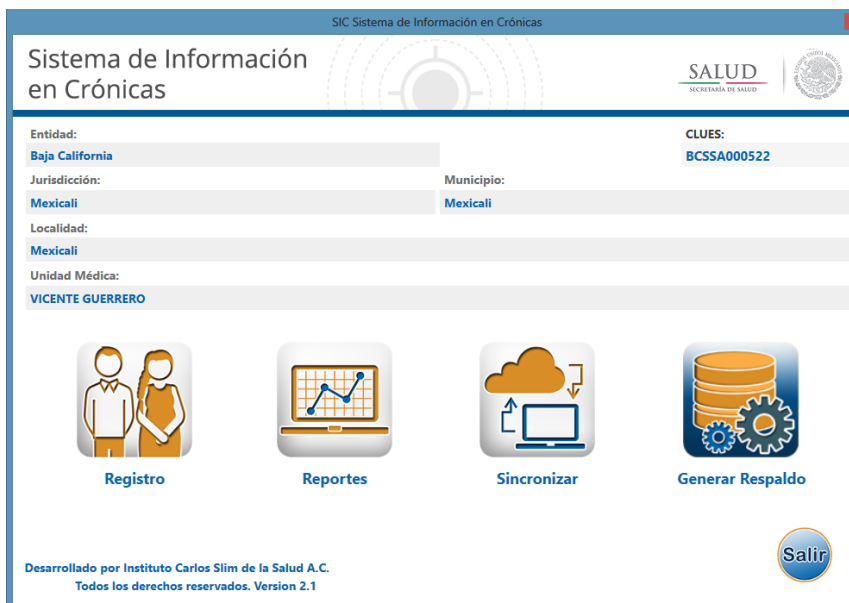 SIC Sistema de Información en Crónicas
Sistema de Información
en Crónicas
SALUD
SECRETARÍA DE SALUD
Entidad:
CLUES:
Baja California
BCSSA000522
Jurisdicción:
Municipio:
Mexicali
Mexicali
Localidad:
Mexicali
Unidad Médica:
VICENTE GUERRERO
Registro
Reportes
Sincronizar
Generar Respaldo
Salir
Desarrollado por Instituto Carlos Slim de la Salud A.C.
Todos los derechos reservados. Version 2.1